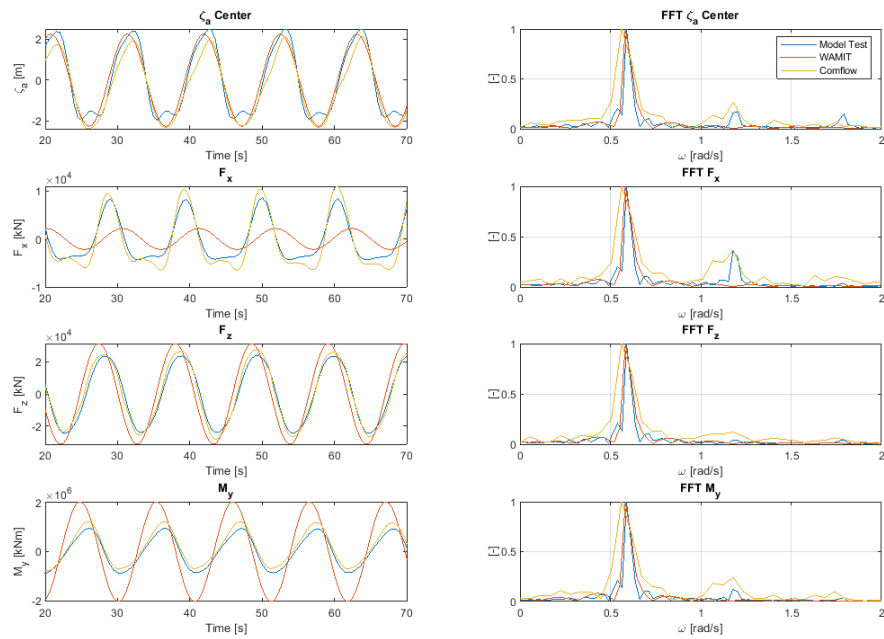 ζa Center
2
0
-2
ζa [m]
20 30 40 50 60 70
Time [s]
FFT ζa Center
Model Test
WAMIT
Comflow
1
0.5
0
[-]
0 0.5 1 1.5 2
ω [rad/s]
Fx
×10^4
1
0
-1
Fx [kN]
20 30 40 50 60 70
Time [s]
FFT Fx
1
0.5
0
[-]
0 0.5 1 1.5 2
ω [rad/s]
Fz
×10^4
2
0
-2
Fz [kN]
20 30 40 50 60 70
Time [s]
FFT Fz
1
0.5
0
[-]
0 0.5 1 1.5 2
ω [rad/s]
My
×10^6
2
0
-2
My [kNm]
20 30 40 50 60 70
Time [s]
FFT My
1
0.5
0
[-]
0 0.5 1 1.5 2
ω [rad/s]